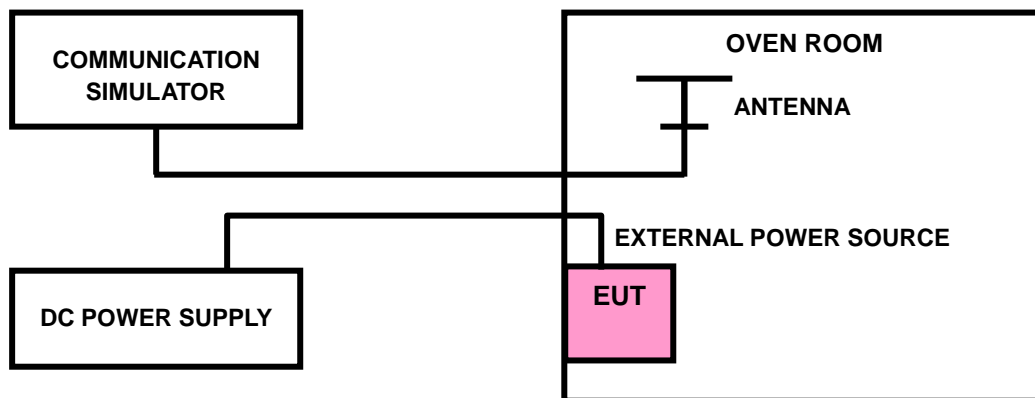 COMMUNICATION
SIMULATOR
OVEN ROOM
ANTENNA
EXTERNAL POWER SOURCE
EUT
DC POWER SUPPLY